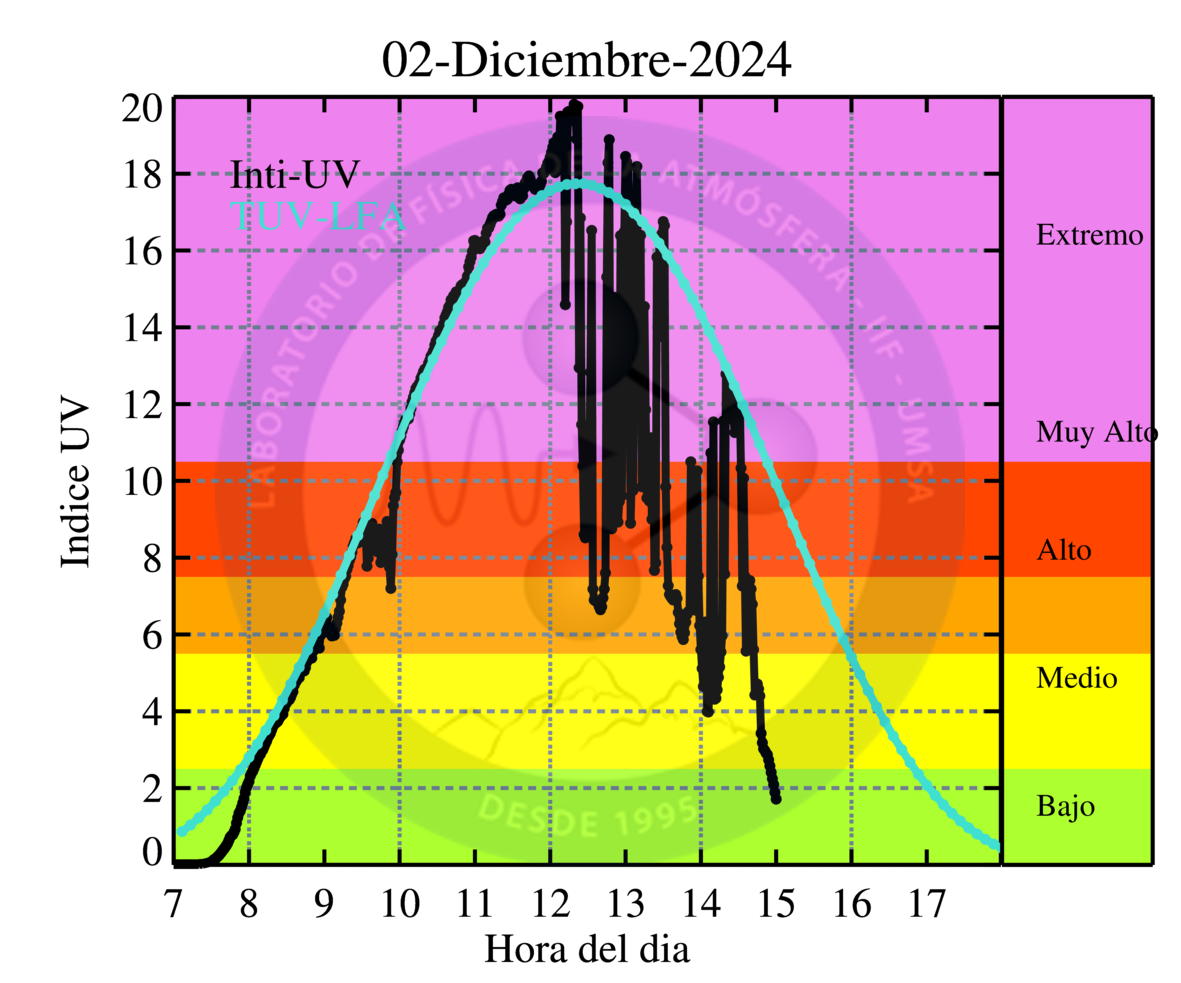 02-Diciembre-2024
Indice UV
20
18
16
14
12
10
8
6
4
2
0
Inti-UV
TUV-LFA
LABORATORIO DE FÍSICA DE LA ATMÓSFERA - IIF - UMSA
DESDE 1995
Extremo
Muy Alto
Alto
Medio
Bajo
7 8 9 10 11 12 13 14 15 16 17
Hora del dia